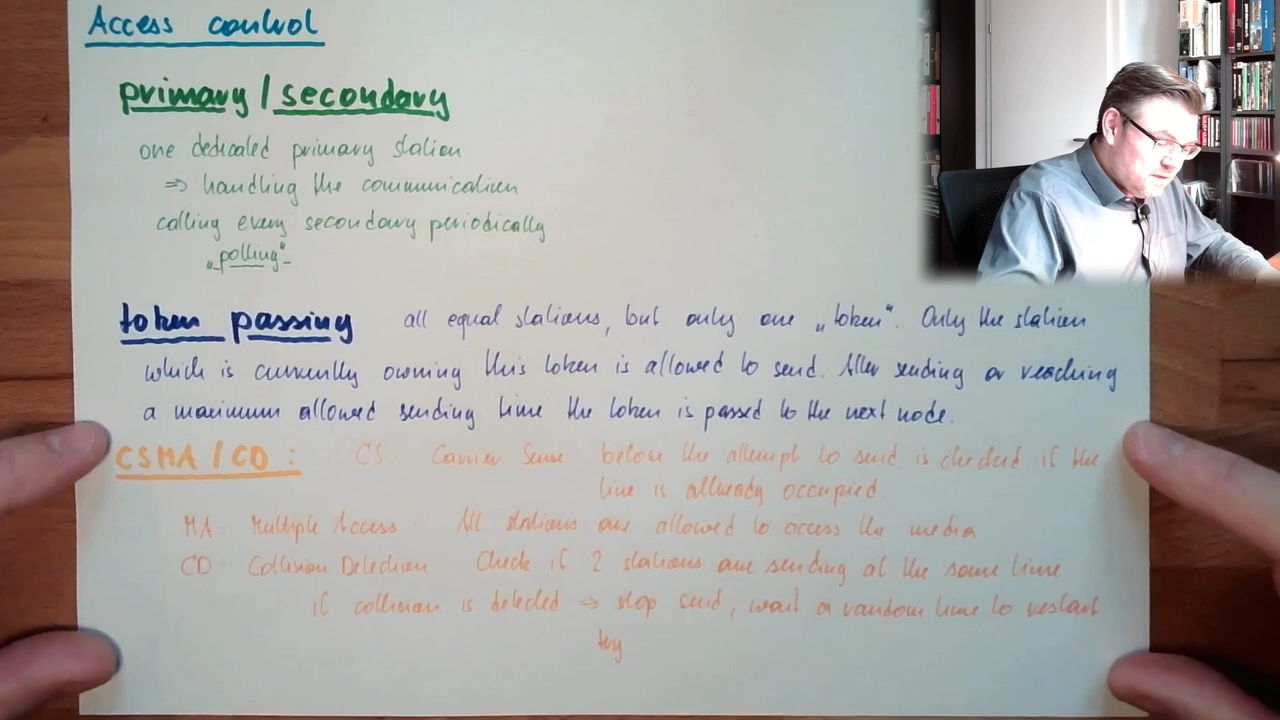 Access control
primary / secondary
one dedicated primary station
⇒ handling the communication
calling every secondary periodically
„polling"
token passing all equal stations, but only one „token". Only the station
which is currently owning this token is allowed to send. After sending or reaching
a maximum allowed sending time the token is passed to the next node.
CSMA / CD : CS Carrier Sense before the attempt to send is checked if the
line is allready occupied.
MA: Multiple Access: All stations are allowed to access the media
CD: Collision Detection: Check if 2 stations are sending at the same time
if collision is detected ⇒ stop send, wait a random time to restart
try